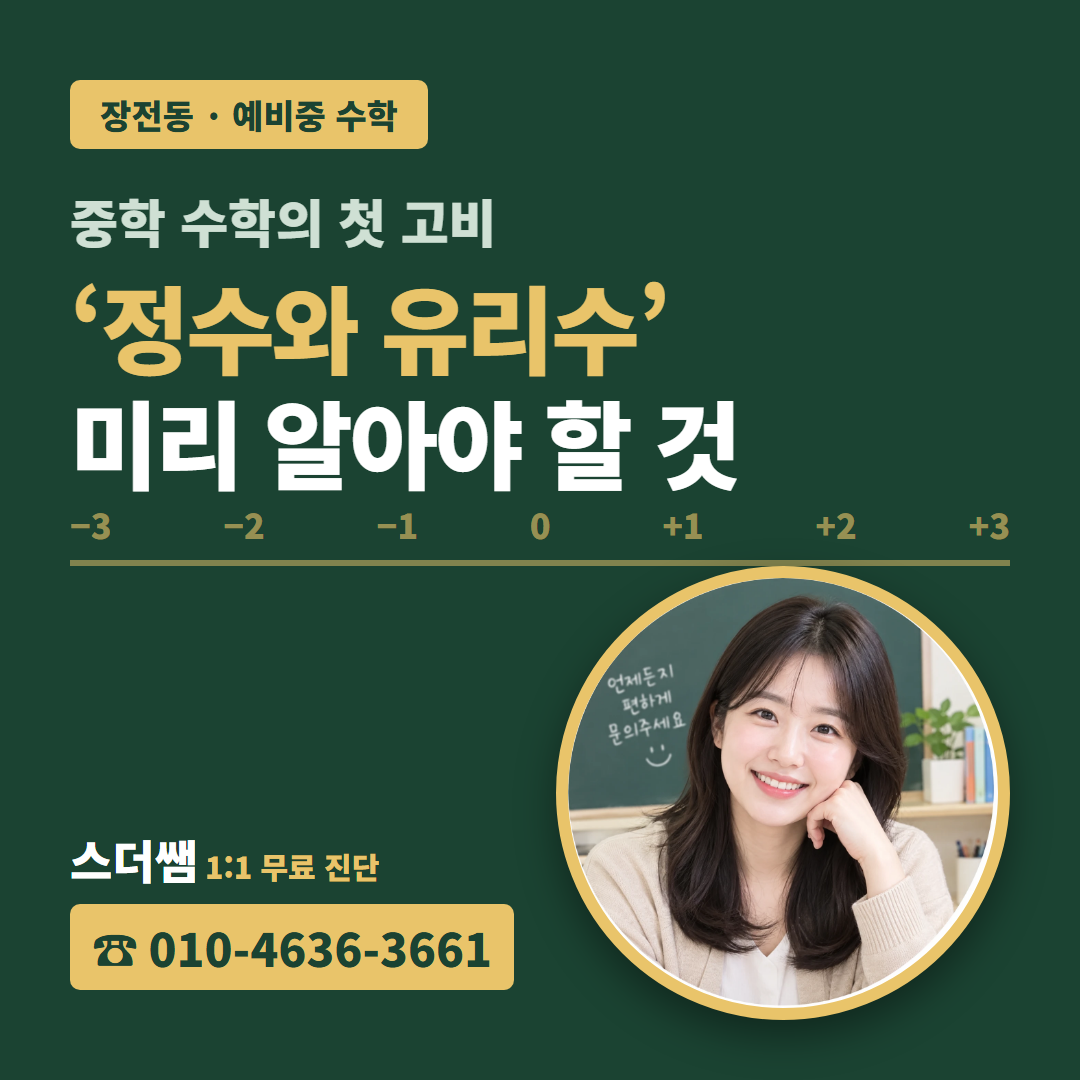 장전동 · 예비중 수학
중학 수학의 첫 고비
‘정수와 유리수’
미리 알아야 할 것
−3 −2 −1 0 +1 +2 +3
언제든지
편하게
문의주세요
스더쌤 1:1 무료 진단
☎ 010-4636-3661